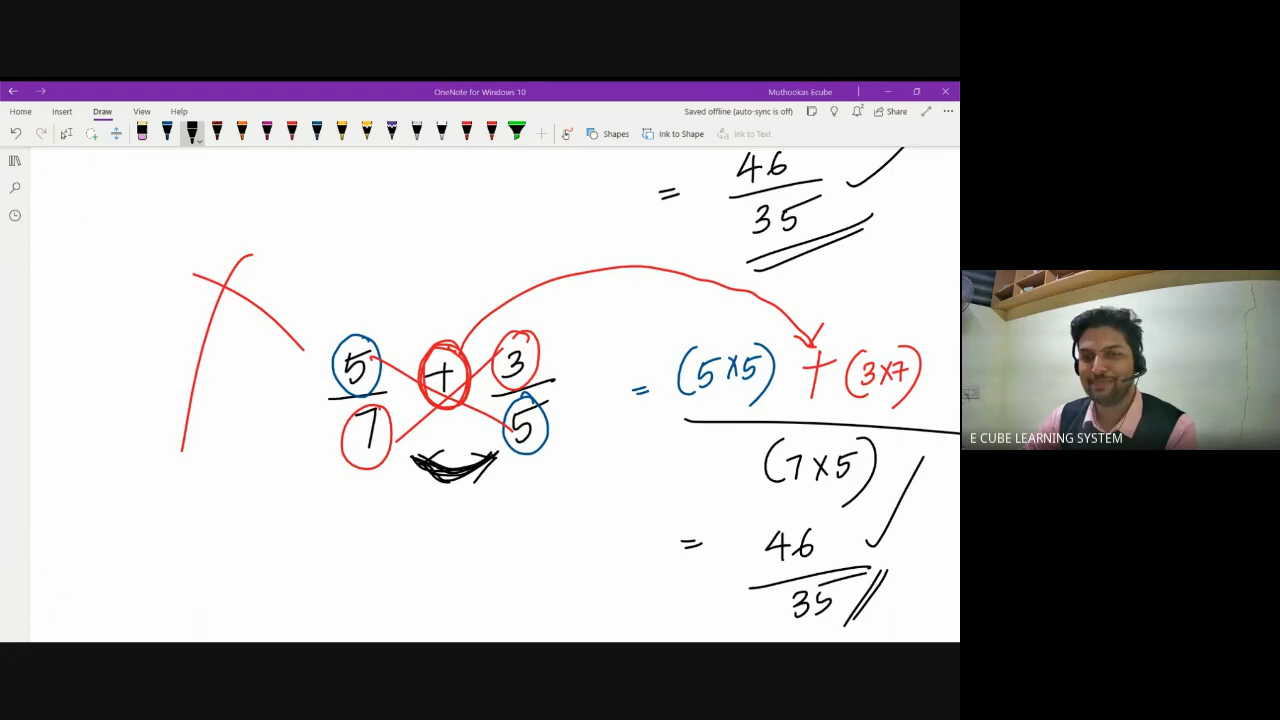 OneNote for Windows 10
Muthookas Ecube
Home Insert Draw View Help
Saved offline (auto-sync is off)
Share
Shapes
Ink to Shape
Ink to Text
46
= —
35
5/7 + 3/5 = (5×5) + (3×7)
(7×5)
= 46
35
E CUBE LEARNING SYSTEM